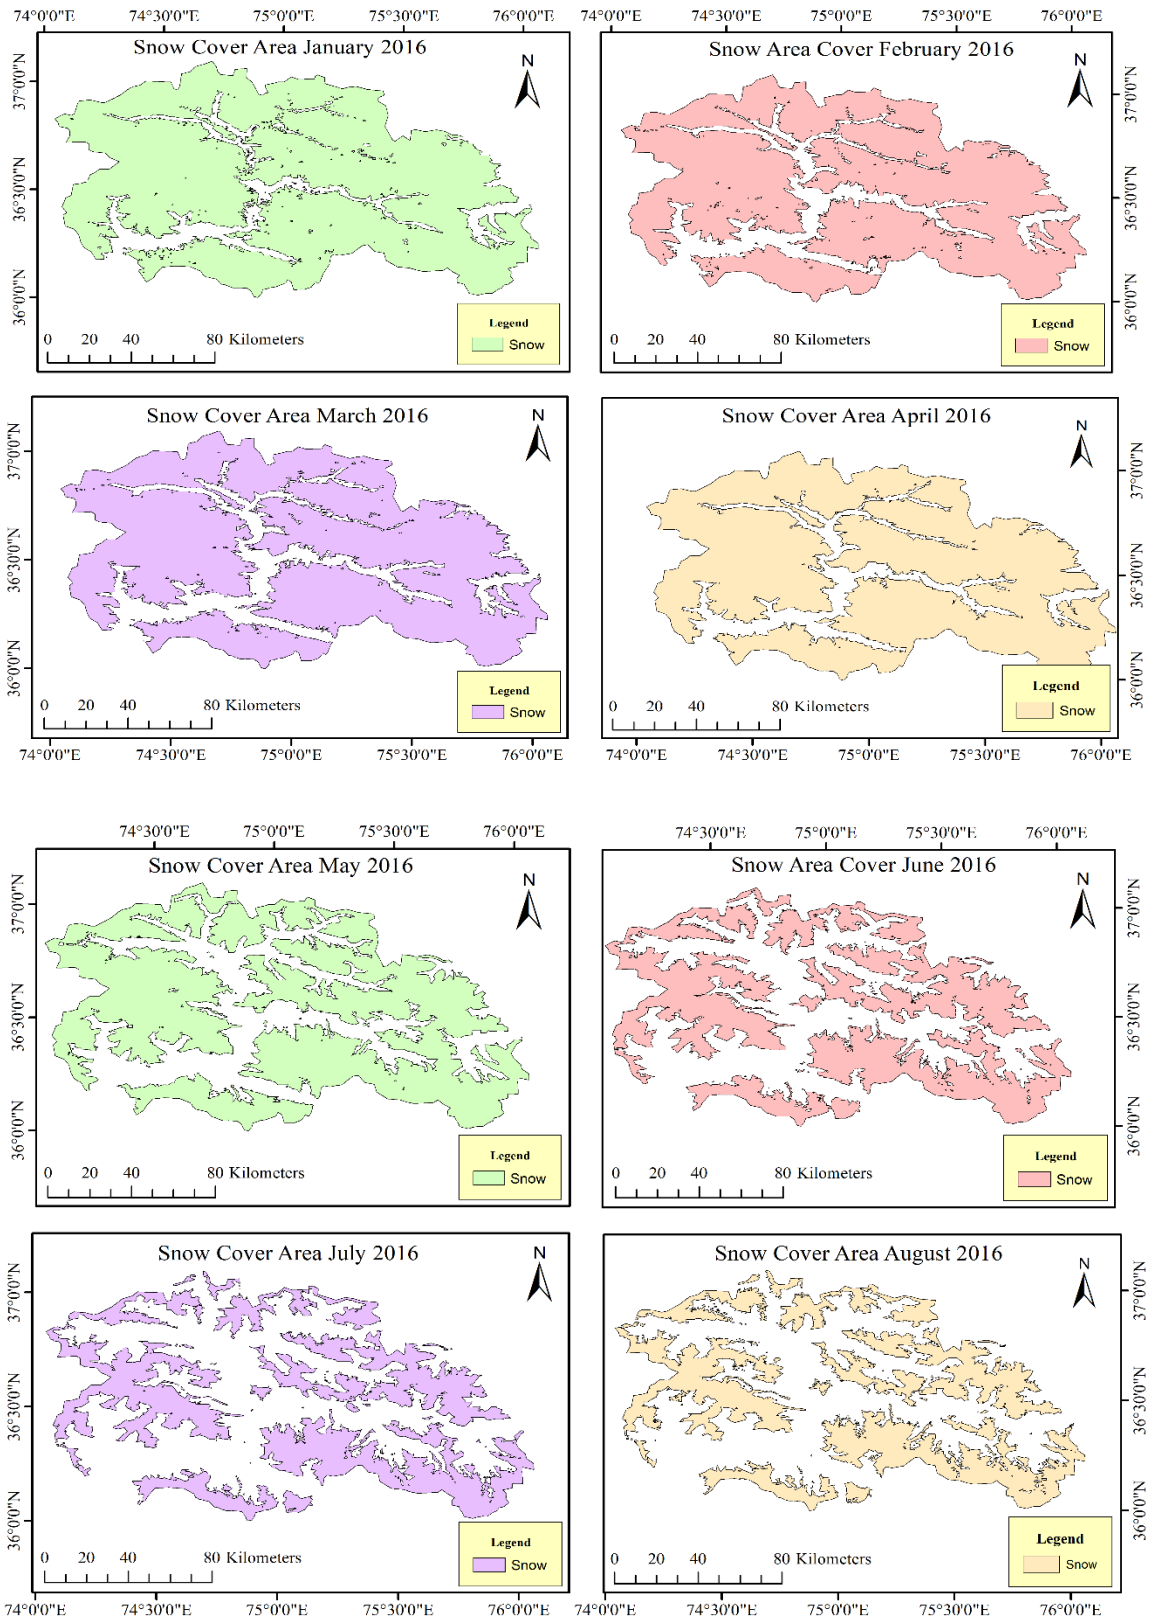 74°0'0"E 74°30'0"E 75°0'0"E 75°30'0"E 76°0'0"E
74°0'0"E 74°30'0"E 75°0'0"E 75°30'0"E 76°0'0"E
Snow Cover Area January 2016
N
37°0'0"N
36°30'0"N
36°0'0"N
0 20 40 80 Kilometers
Legend
Snow
Snow Area Cover February 2016
N
37°0'0"N
36°30'0"N
36°0'0"N
0 20 40 80 Kilometers
Legend
Snow
Snow Cover Area March 2016
N
37°0'0"N
36°30'0"N
36°0'0"N
0 20 40 80 Kilometers
Legend
Snow
74°0'0"E 74°30'0"E 75°0'0"E 75°30'0"E 76°0'0"E
Snow Cover Area April 2016
N
37°0'0"N
36°30'0"N
36°0'0"N
0 20 40 80 Kilometers
Legend
Snow
74°0'0"E 74°30'0"E 75°0'0"E 75°30'0"E 76°0'0"E
74°30'0"E 75°0'0"E 75°30'0"E 76°0'0"E
Snow Cover Area May 2016
N
37°0'0"N
36°30'0"N
36°0'0"N
0 20 40 80 Kilometers
Legend
Snow
74°30'0"E 75°0'0"E 75°30'0"E 76°0'0"E
Snow Area Cover June 2016
N
37°0'0"N
36°30'0"N
36°0'0"N
0 20 40 80 Kilometers
Legend
Snow
Snow Cover Area July 2016
N
37°0'0"N
36°30'0"N
36°0'0"N
0 20 40 80 Kilometers
Legend
Snow
74°0'0"E 74°30'0"E 75°0'0"E 75°30'0"E 76°0'0"E
Snow Cover Area August 2016
N
37°0'0"N
36°30'0"N
36°0'0"N
0 20 40 80 Kilometers
Legend
Snow
74°0'0"E 74°30'0"E 75°0'0"E 75°30'0"E 76°0'0"E